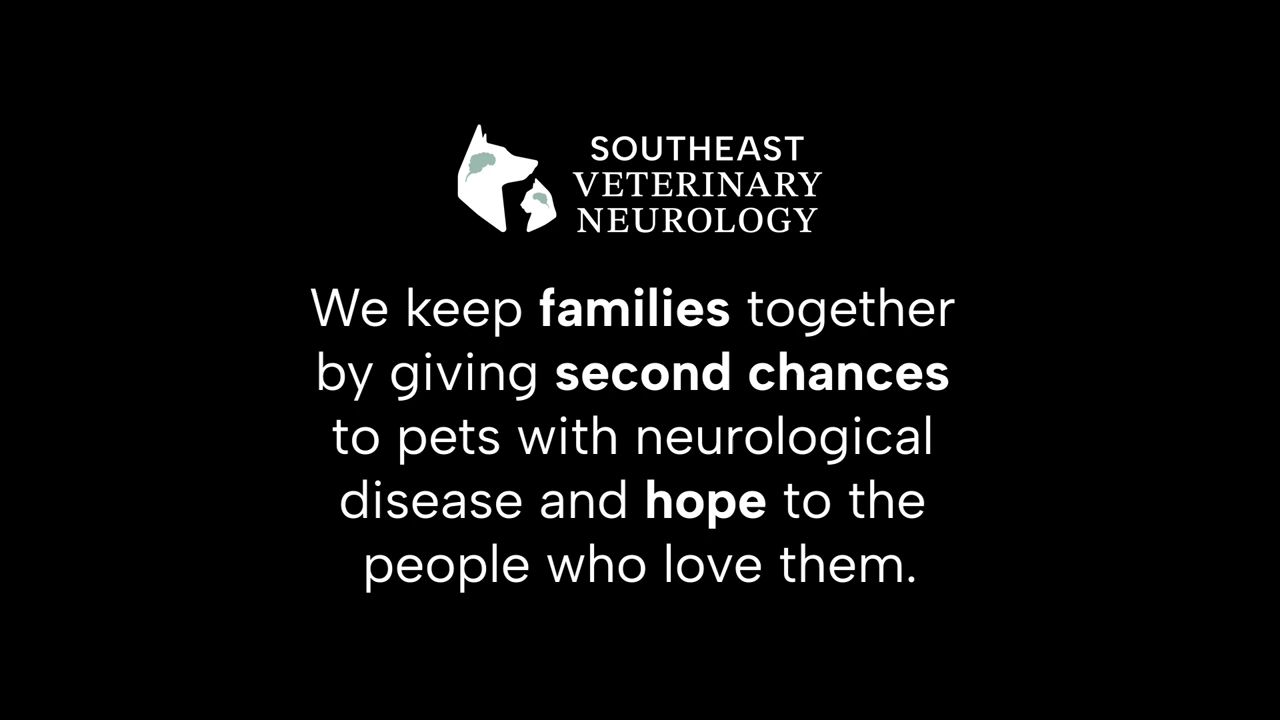 SOUTHEAST
VETERINARY
NEUROLOGY
We keep families together
by giving second chances
to pets with neurological
disease and hope to the
people who love them.